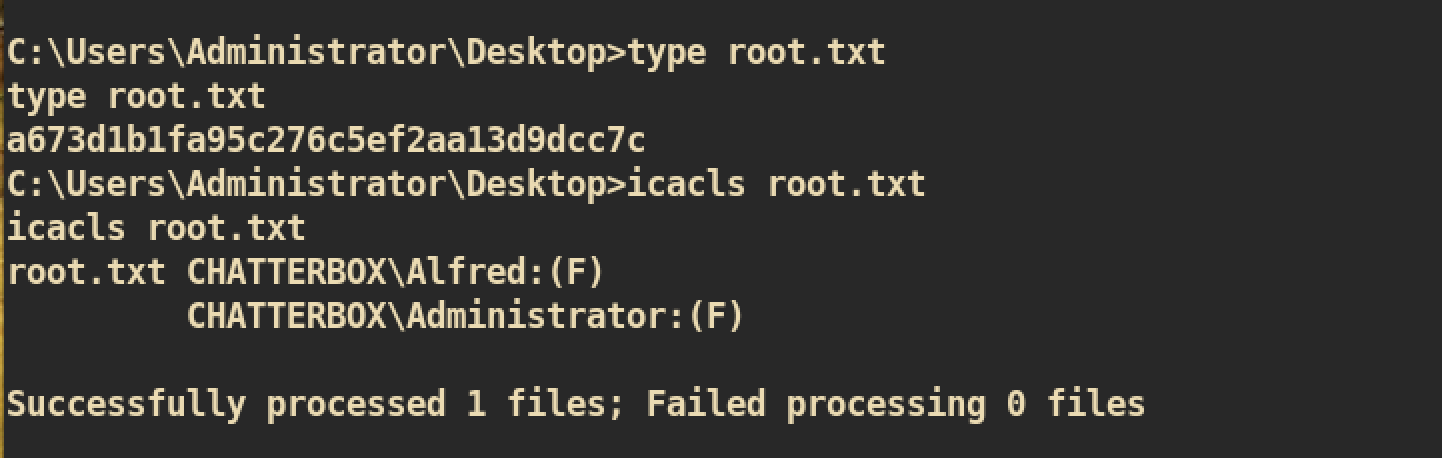 C:\Users\Administrator\Desktop>type root.txt
type root.txt
a673d1b1fa95c276c5ef2aa13d9dcc7c
C:\Users\Administrator\Desktop>icacls root.txt
icacls root.txt
root.txt CHATTERBOX\Alfred:(F)
CHATTERBOX\Administrator:(F)
Successfully processed 1 files; Failed processing 0 files